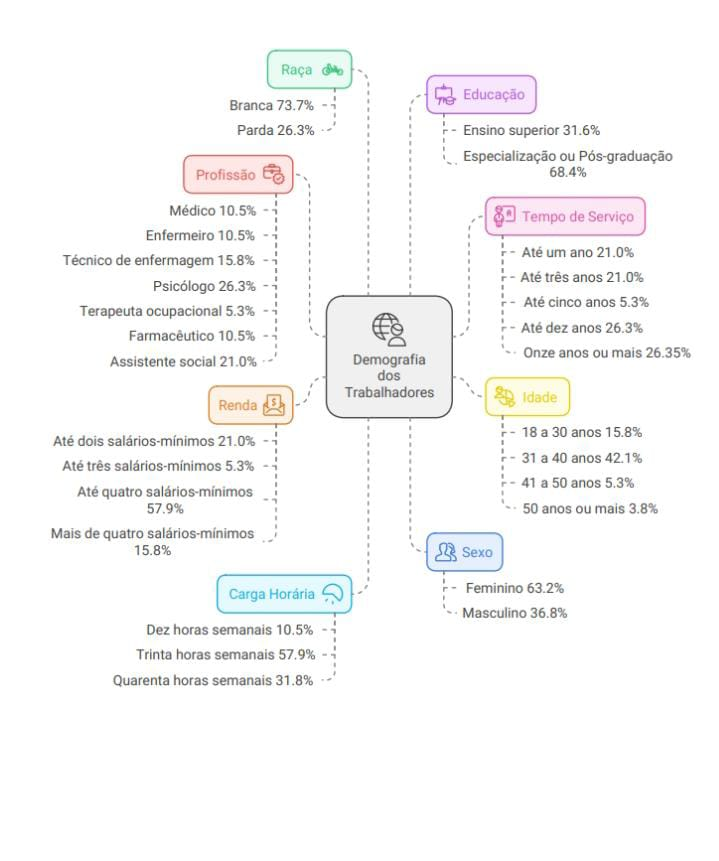 Raça
Branca 73.7%
Parda 26.3%
Profissão
Médico 10.5%
Enfermeiro 10.5%
Técnico de enfermagem 15.8%
Psicólogo 26.3%
Terapeuta ocupacional 5.3%
Farmacêutico 10.5%
Assistente social 21.0%
Renda
Até dois salários-mínimos 21.0%
Até três salários-mínimos 5.3%
Até quatro salários-mínimos
57.9%
Mais de quatro salários-mínimos
15.8%
Carga Horária
Dez horas semanais 10.5%
Trinta horas semanais 57.9%
Quarenta horas semanais 31.8%
Demografia
dos
Trabalhadores
Educação
Ensino superior 31.6%
Especialização ou Pós-graduação
68.4%
Tempo de Serviço
Até um ano 21.0%
Até três anos 21.0%
Até cinco anos 5.3%
Até dez anos 26.3%
Onze anos ou mais 26.35%
Idade
18 a 30 anos 15.8%
31 a 40 anos 42.1%
41 a 50 anos 5.3%
50 anos ou mais 3.8%
Sexo
Feminino 63.2%
Masculino 36.8%